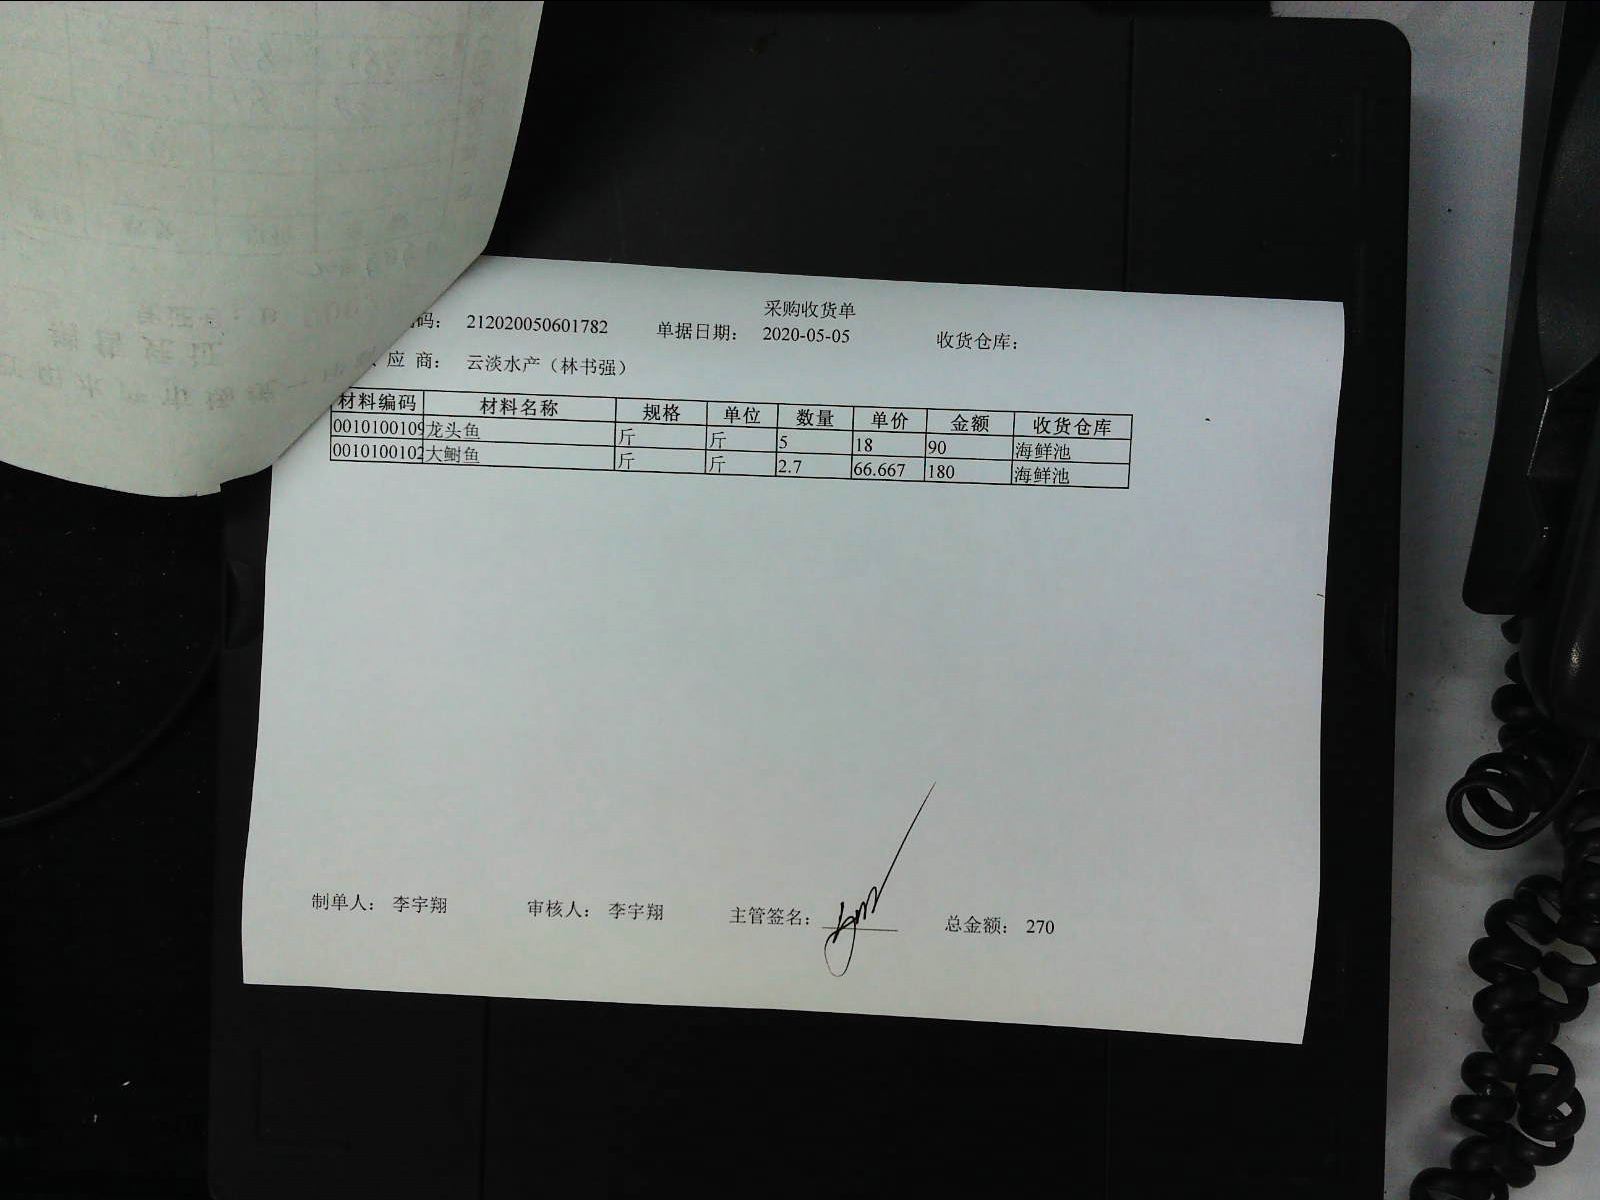 采购收货单
码: 212020050601782 单据日期: 2020-05-05 收货仓库:
应 商: 云淡水产（林书强）
材料编码 材料名称 规格 单位 数量 单价 金额 收货仓库
0010100109 龙头鱼 斤 斤 5 18 90 海鲜池
0010100102 大鲥鱼 斤 斤 2.7 66.667 180 海鲜池
制单人: 李宇翔 审核人: 李宇翔 主管签名: 总金额: 270